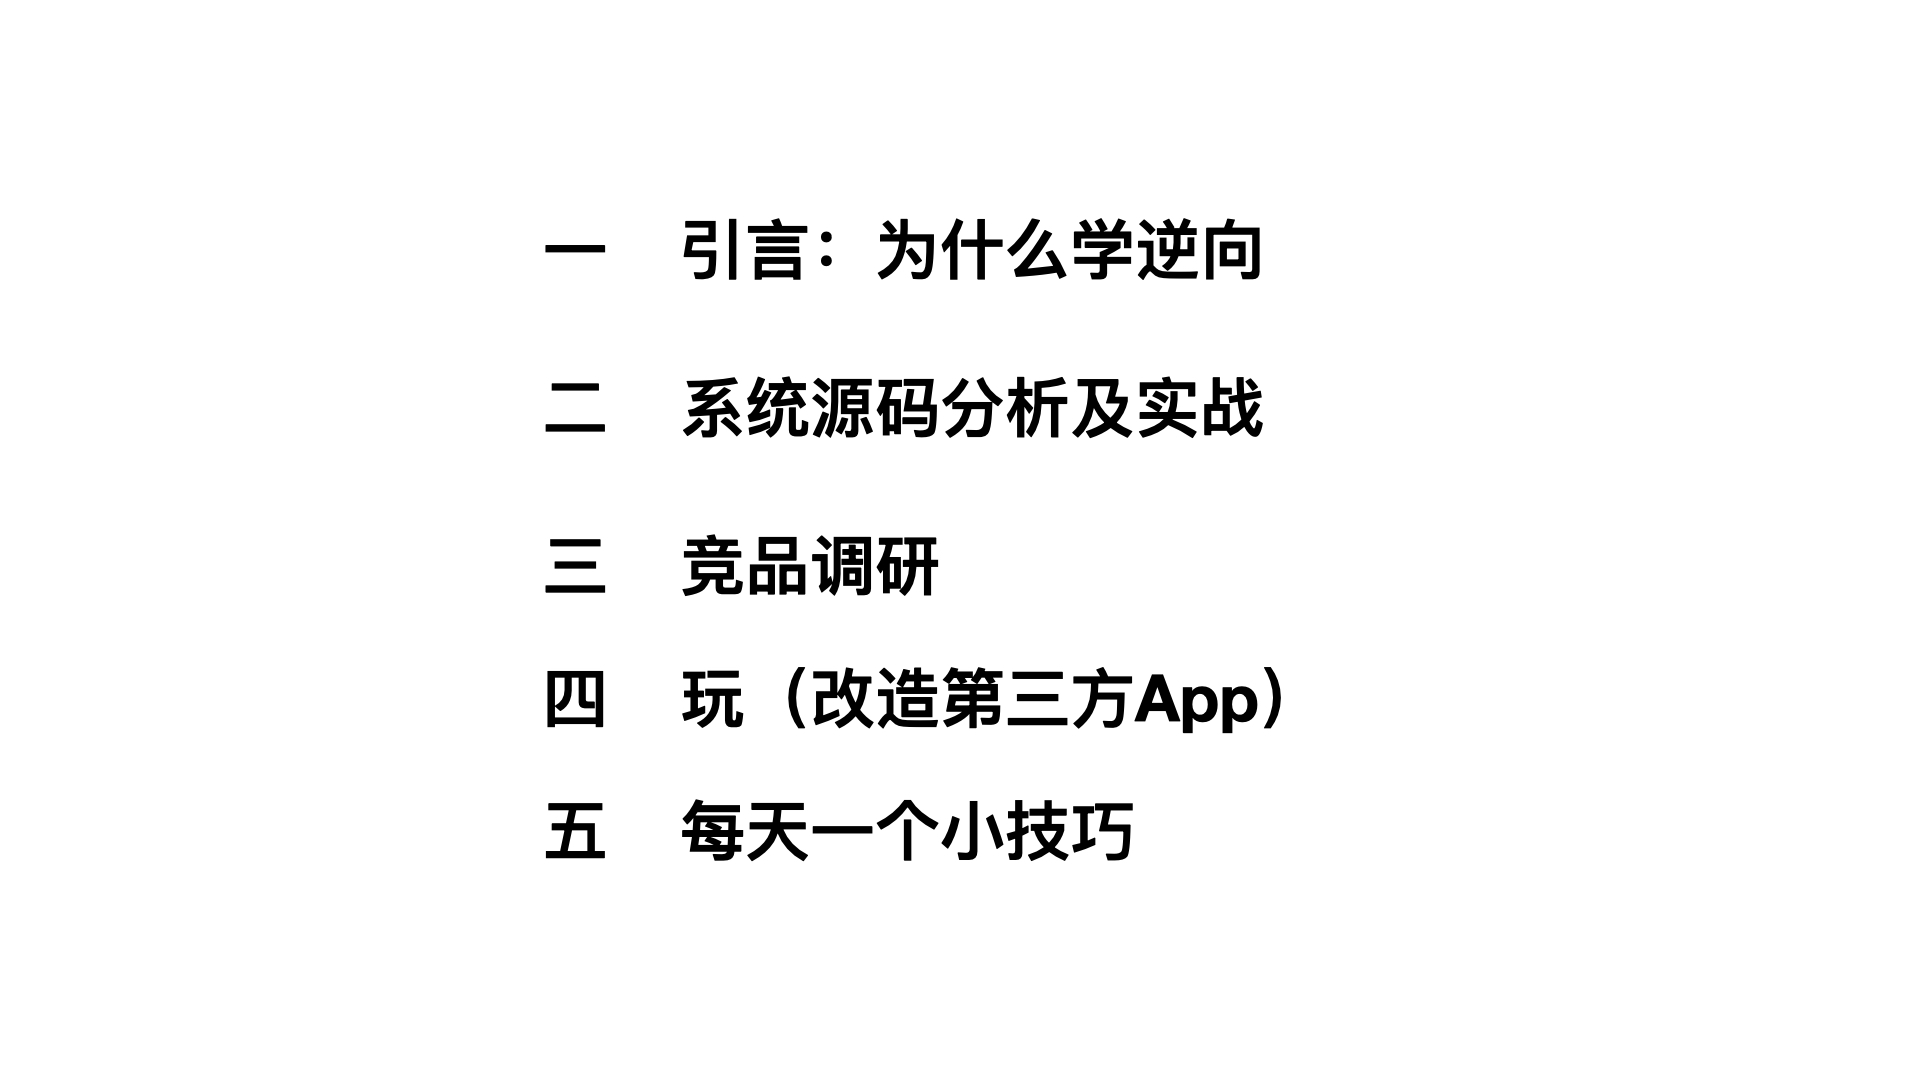 一 引言：为什么学逆向
二 系统源码分析及实战
三 竞品调研
四 玩（改造第三方App）
五 每天一个小技巧